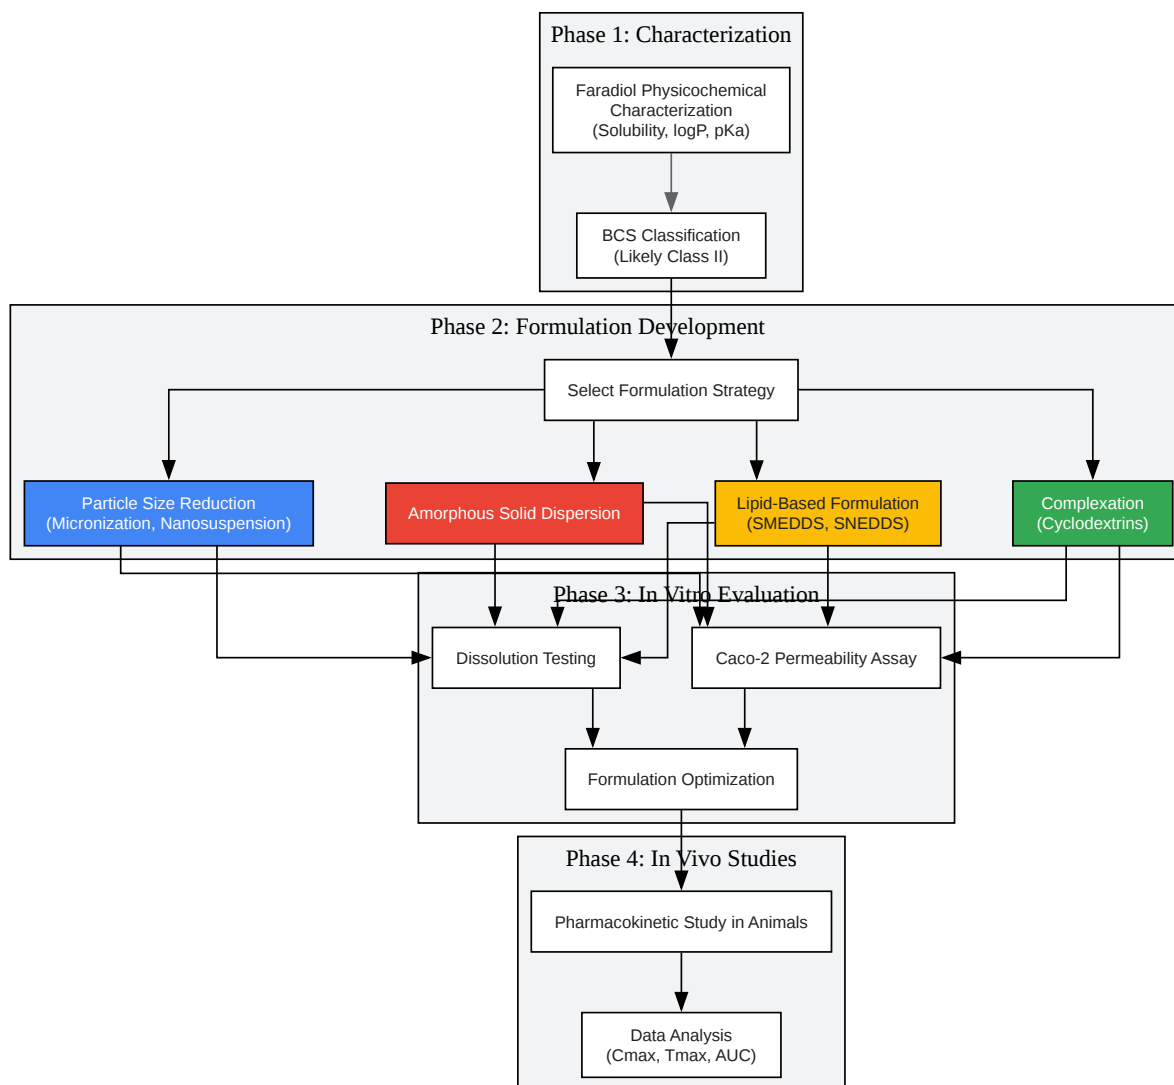 Phase 1: Characterization
Faradiol Physicochemical
Characterization
(Solubility, logP, pKa)
BCS Classification
(Likely Class II)
Phase 2: Formulation Development
Select Formulation Strategy
Particle Size Reduction
(Micronization, Nanosuspension)
Amorphous Solid Dispersion
Lipid-Based Formulation
(SMEDDS, SNEDDS)
Complexation
(Cyclodextrins)
Phase 3: In Vitro Evaluation
Dissolution Testing
Caco-2 Permeability Assay
Formulation Optimization
Phase 4: In Vivo Studies
Pharmacokinetic Study in Animals
Data Analysis
(Cmax, Tmax, AUC)